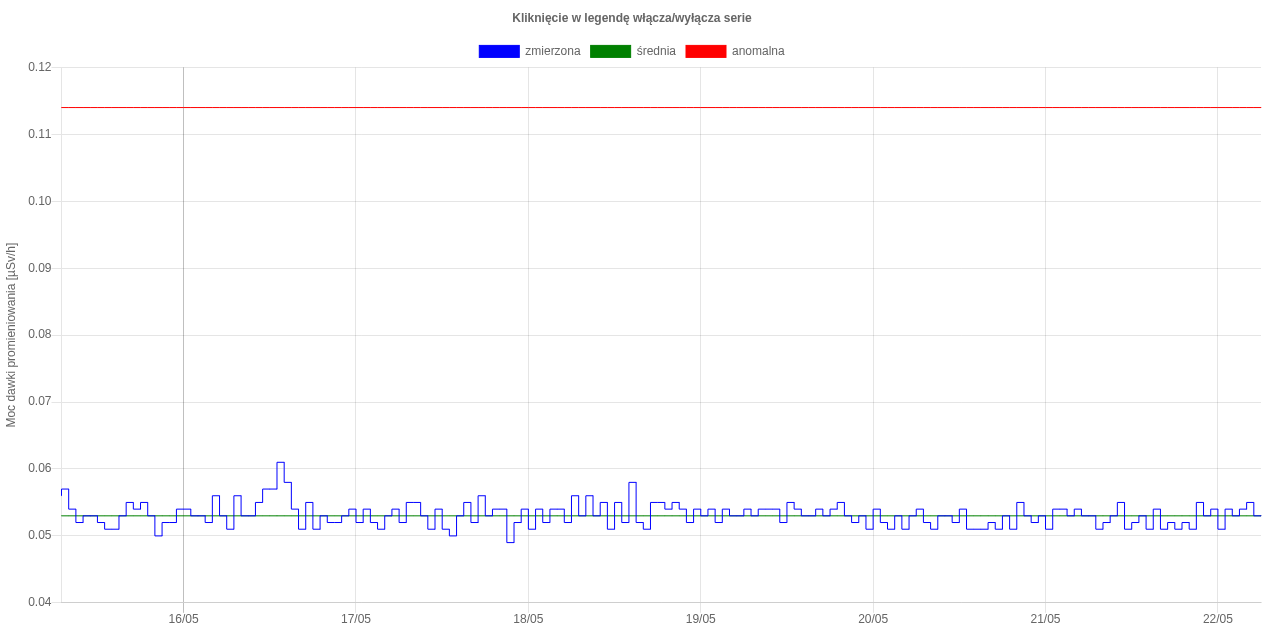 Kliknięcie w legendę włącza/wyłącza serie
zmierzona średnia anomalna
Moc dawki promieniowania [µSv/h]
0.12
0.11
0.10
0.09
0.08
0.07
0.06
0.05
0.04
16/05 17/05 18/05 19/05 20/05 21/05 22/05